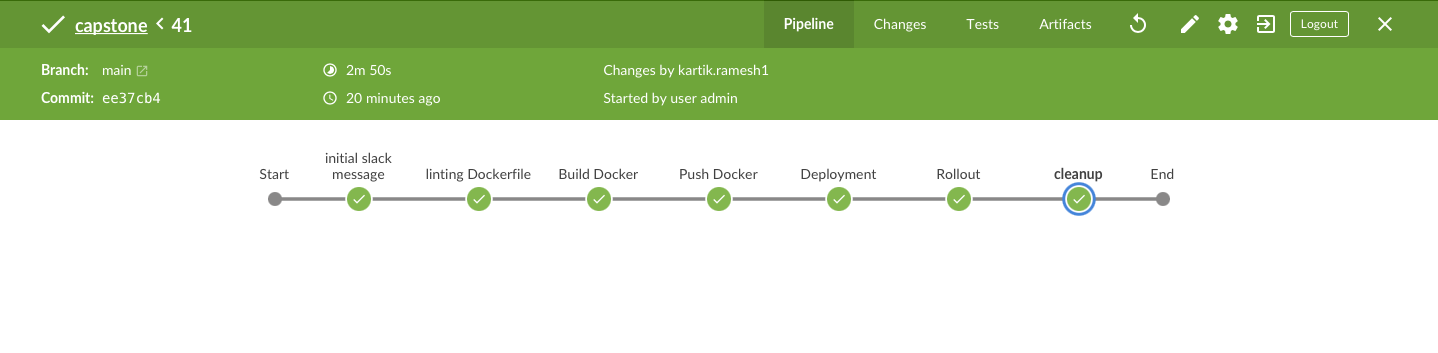 capstone < 41 Pipeline Changes Tests Artifacts Logout
Branch: main 2m 50s Changes by kartik.ramesh1
Commit: ee37cb4 20 minutes ago Started by user admin
initial slack
Start message linting Dockerfile Build Docker Push Docker Deployment Rollout cleanup End